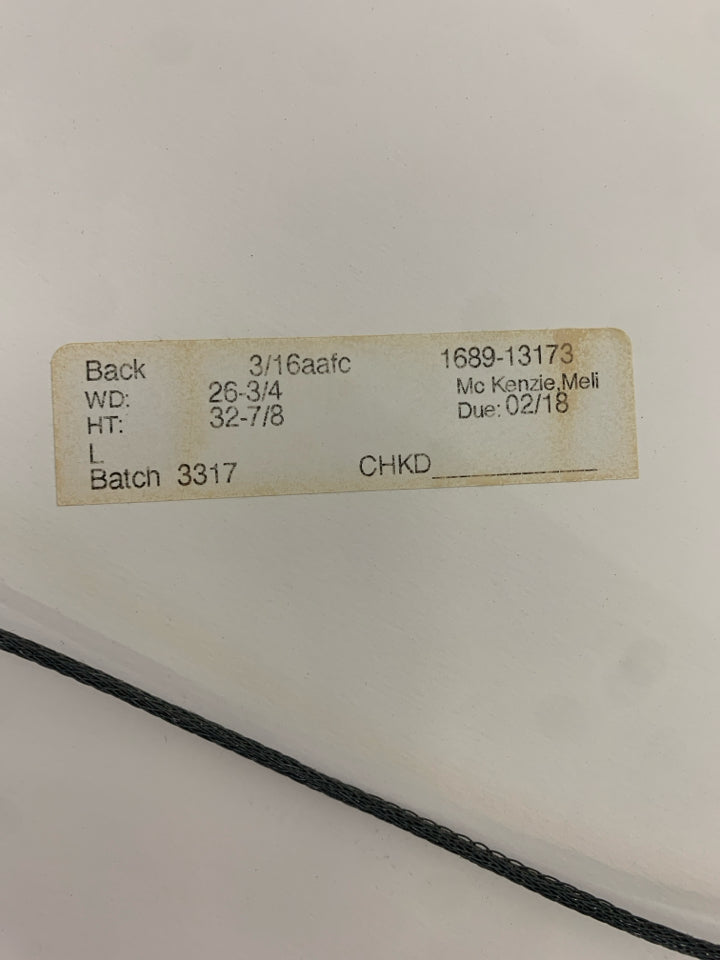 Back 3/16aafc 1689-13173
WD: 26-3/4 Mc Kenzie,Meli
HT: 32-7/8 Due: 02/18
L
Batch 3317 CHKD____________